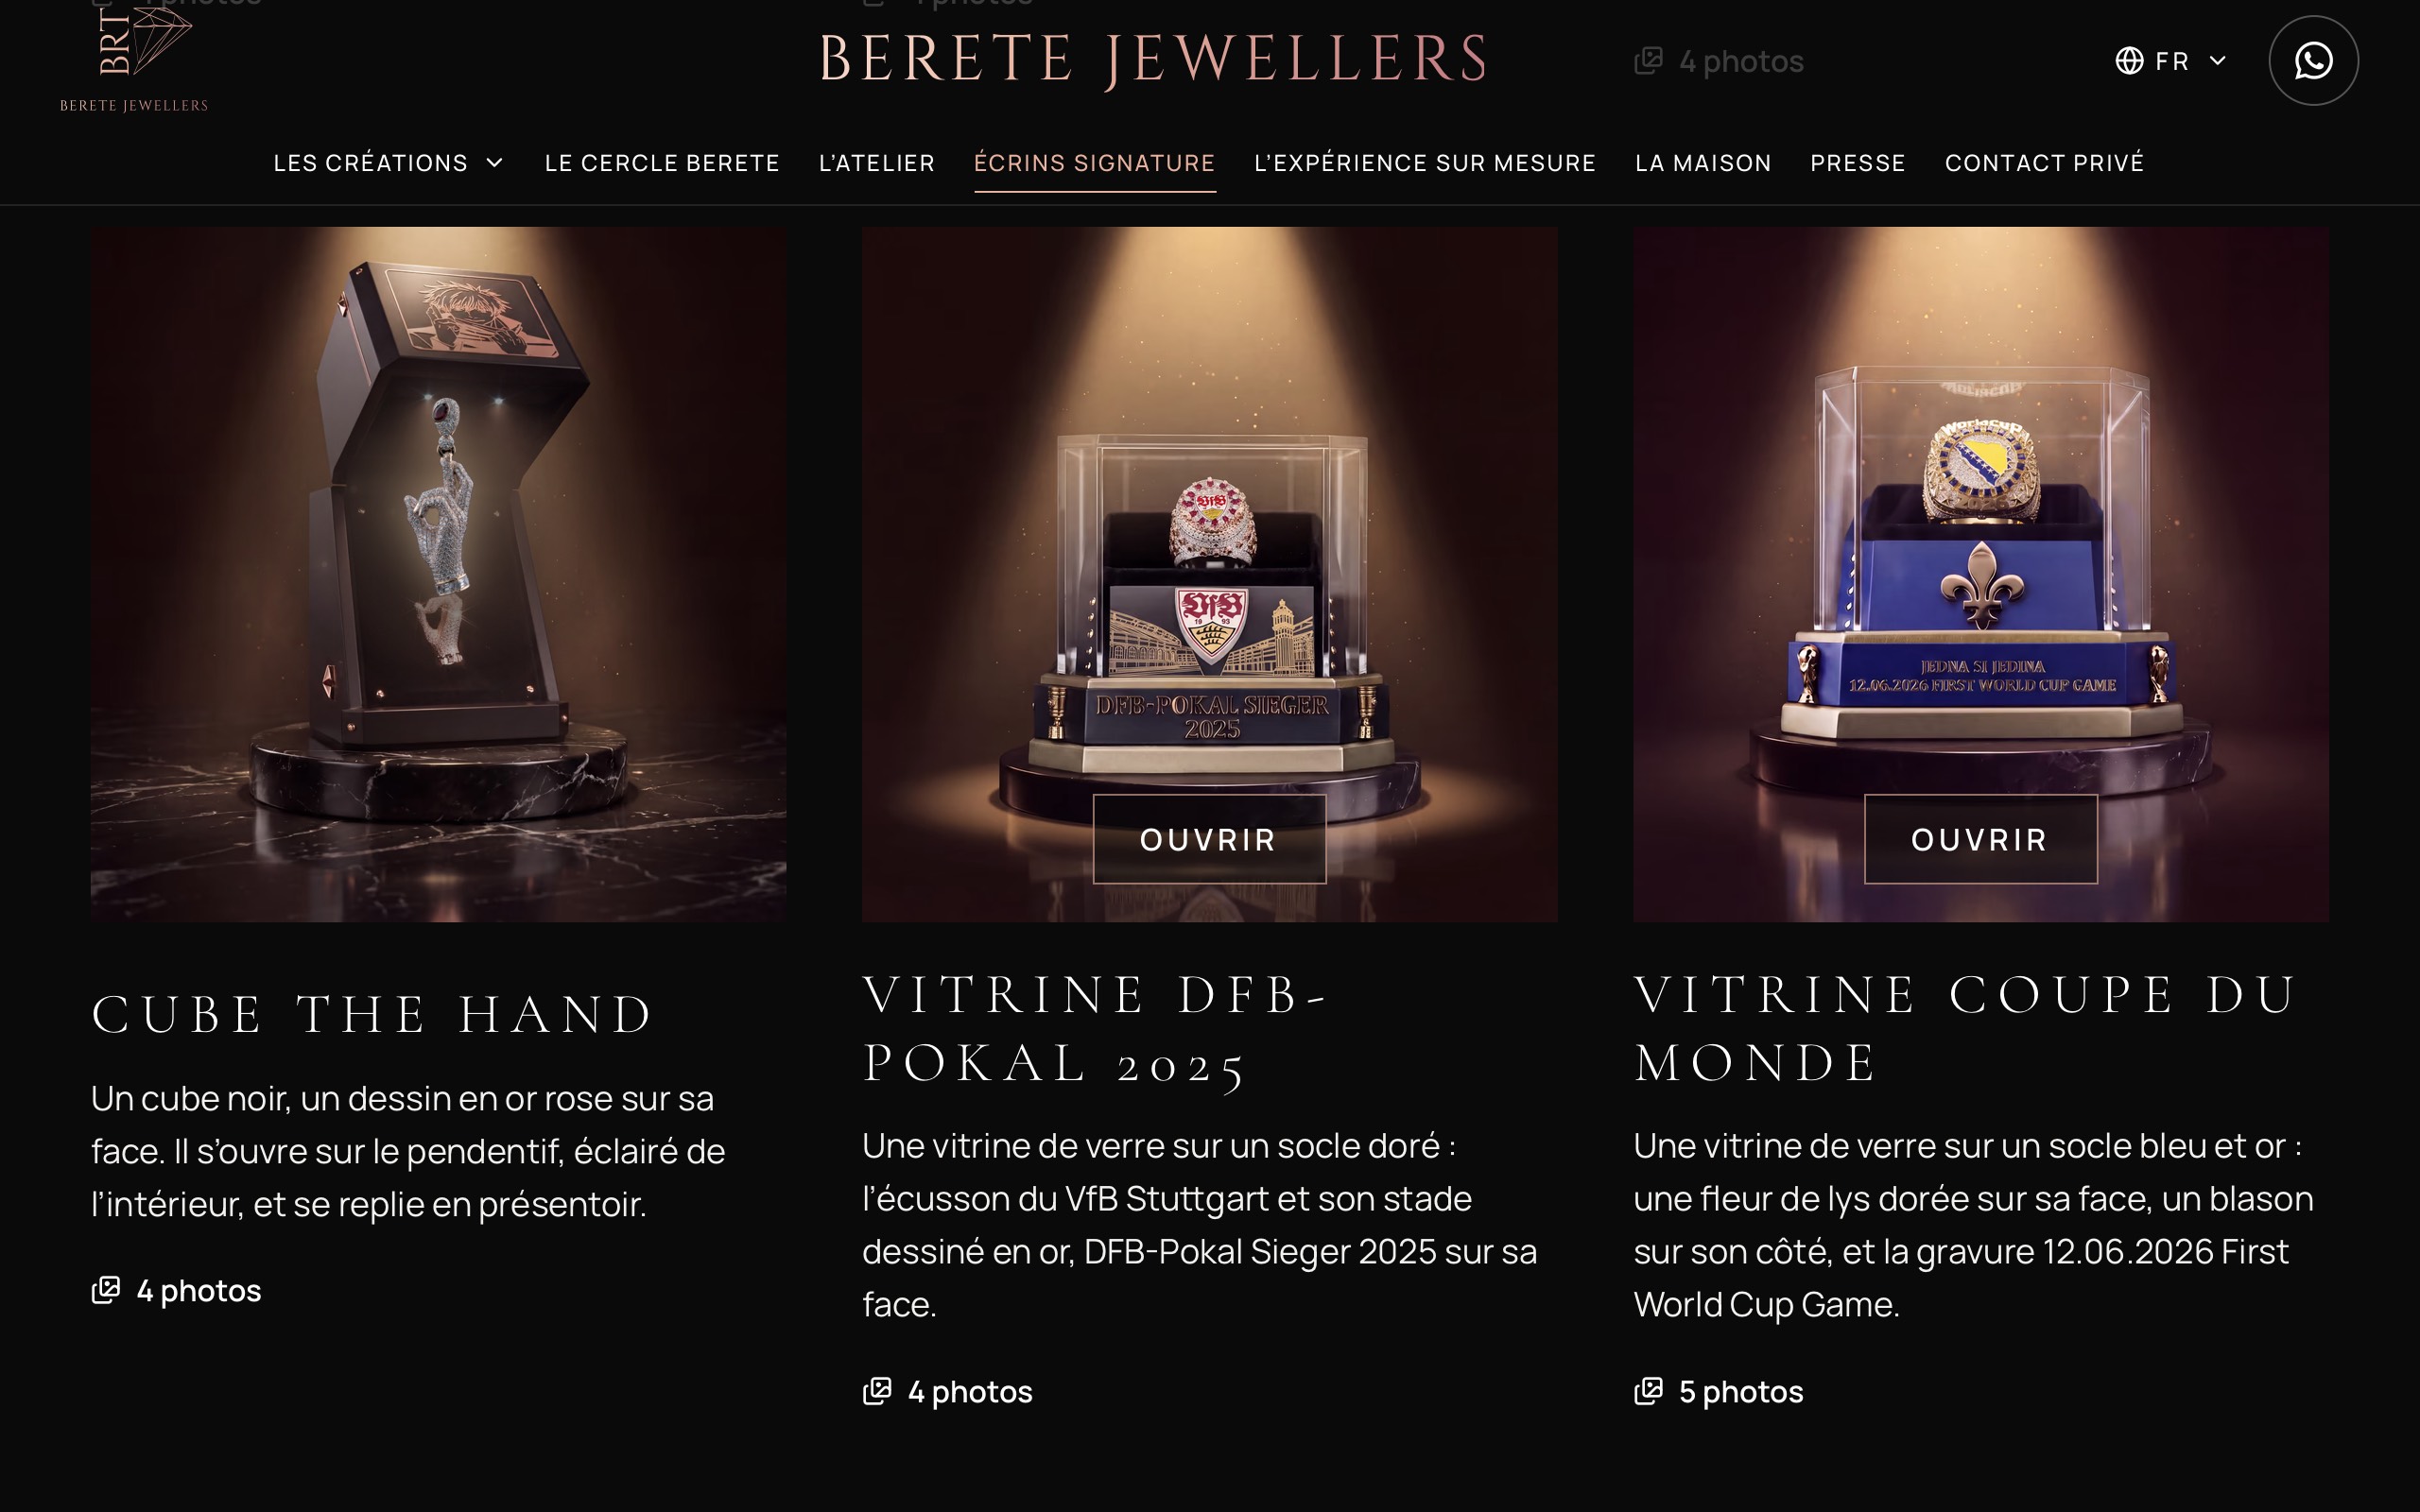 BRT
BERETE JEWELLERS
BERETE JEWELLERS
4 photos
FR
LES CRÉATIONS
LE CERCLE BERETE
L’ATELIER
ÉCRINS SIGNATURE
L’EXPÉRIENCE SUR MESURE
LA MAISON
PRESSE
CONTACT PRIVÉ
VfB
19 93
DFB-POKAL SIEGER
2025
OUVRIR
WorldCup
JEDNA SI JEDINA
12.06.2026 FIRST WORLD CUP GAME
OUVRIR
CUBE THE HAND
Un cube noir, un dessin en or rose sur sa
face. Il s’ouvre sur le pendentif, éclairé de
l’intérieur, et se replie en présentoir.
4 photos
VITRINE DFB-
POKAL 2025
Une vitrine de verre sur un socle doré :
l’écusson du VfB Stuttgart et son stade
dessiné en or, DFB-Pokal Sieger 2025 sur sa
face.
4 photos
VITRINE COUPE DU
MONDE
Une vitrine de verre sur un socle bleu et or :
une fleur de lys dorée sur sa face, un blason
sur son côté, et la gravure 12.06.2026 First
World Cup Game.
5 photos